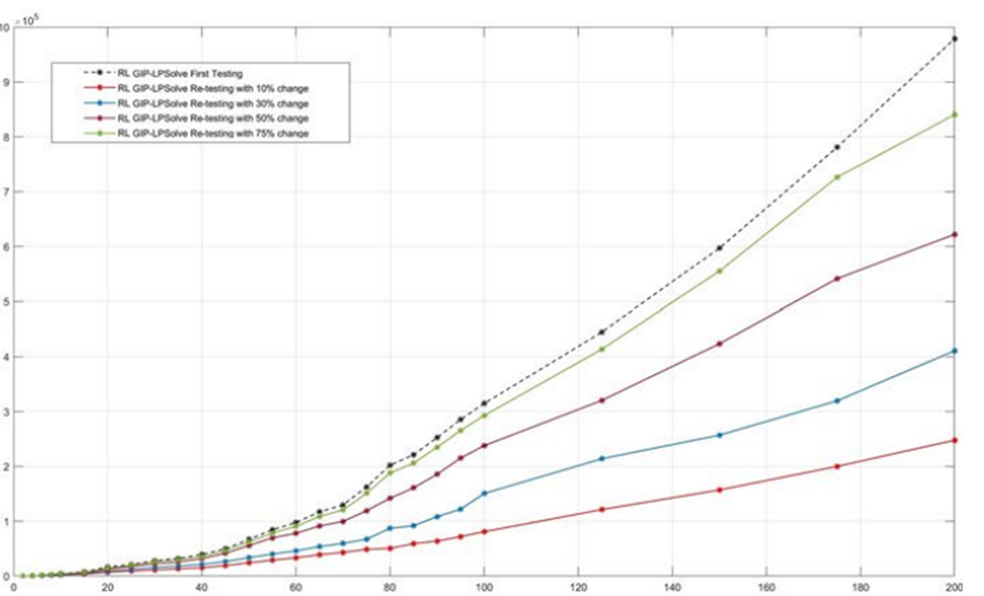 ×10⁵
10
9
8
7
6
5
4
3
2
1
0
RL GIP-LPSolve First Testing
RL GIP-LPSolve Re-testing with 10% change
RL GIP-LPSolve Re-testing with 30% change
RL GIP-LPSolve Re-testing with 50% change
RL GIP-LPSolve Re-testing with 75% change
0 20 40 60 80 100 120 140 160 180 200